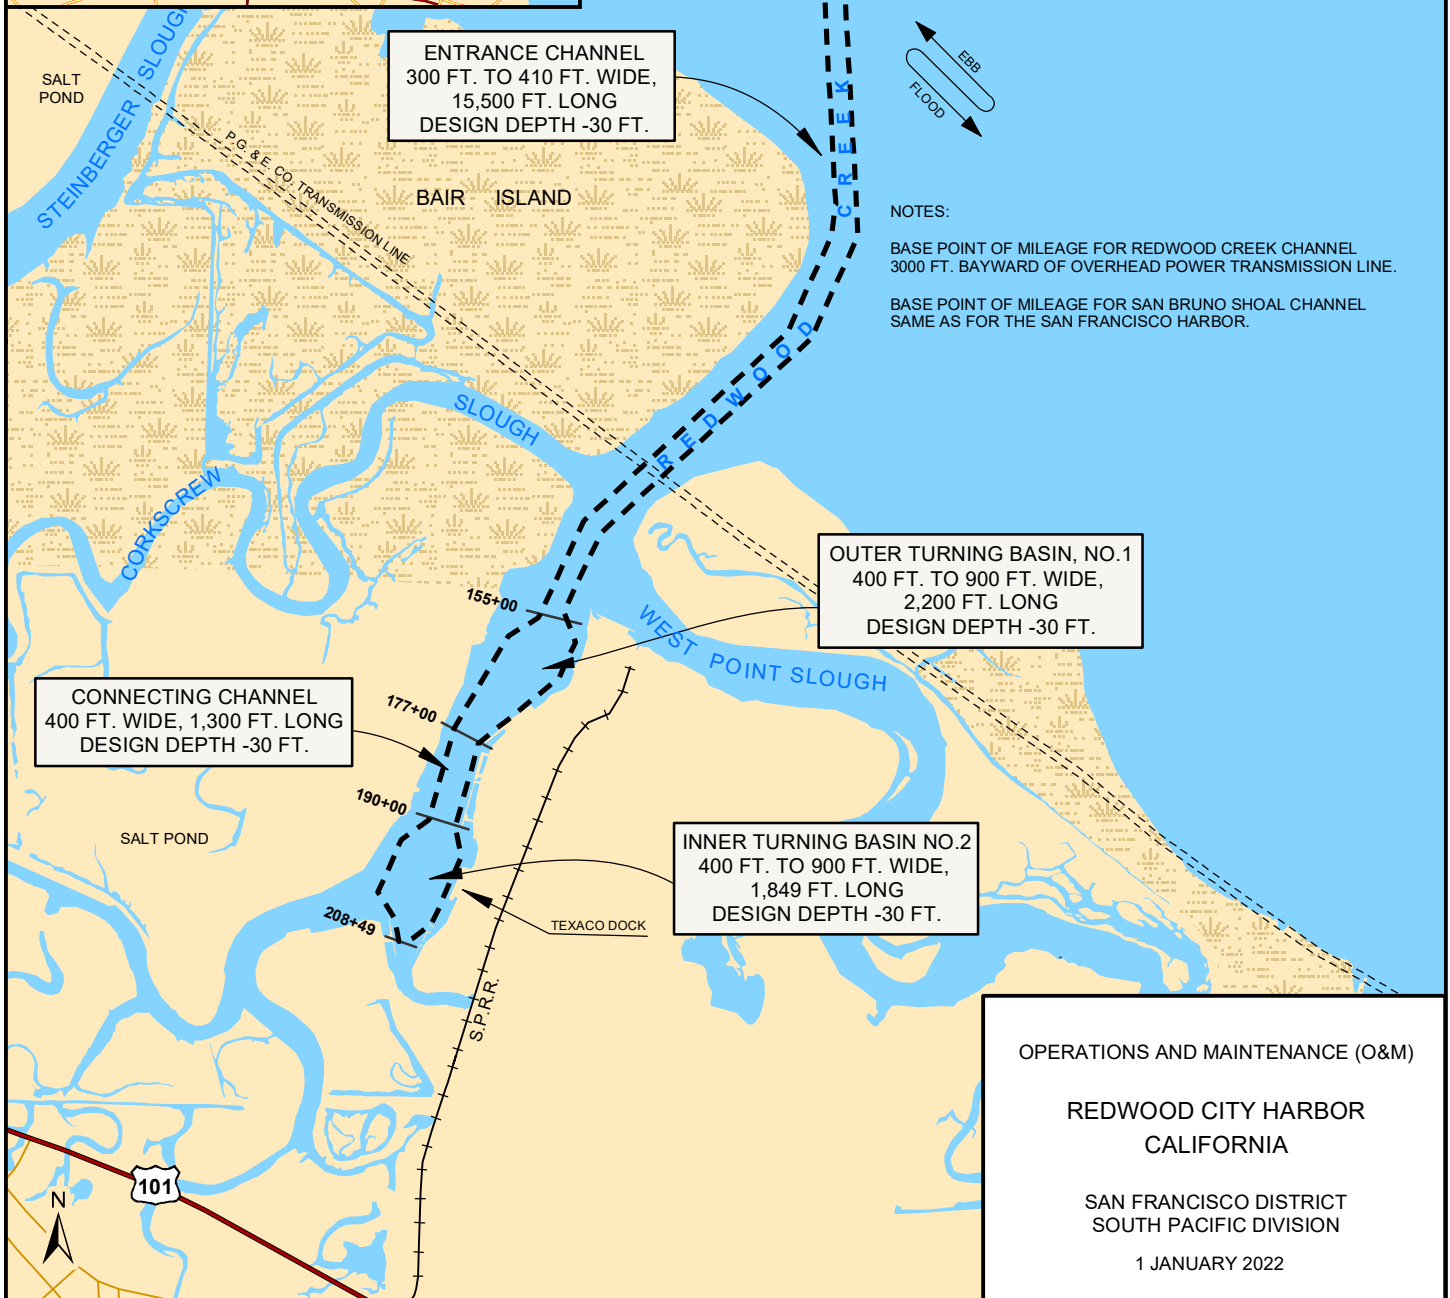 STEINBERGER SLOUGH
SALT
POND
ENTRANCE CHANNEL
300 FT. TO 410 FT. WIDE,
15,500 FT. LONG
DESIGN DEPTH -30 FT.
EBB
FLOOD
P.G. & E. CO. TRANSMISSION LINE
BAIR ISLAND
REDWOOD CREEK
NOTES:
BASE POINT OF MILEAGE FOR REDWOOD CREEK CHANNEL
3000 FT. BAYWARD OF OVERHEAD POWER TRANSMISSION LINE.
BASE POINT OF MILEAGE FOR SAN BRUNO SHOAL CHANNEL
SAME AS FOR THE SAN FRANCISCO HARBOR.
CORKSCREW SLOUGH
OUTER TURNING BASIN, NO.1
400 FT. TO 900 FT. WIDE,
2,200 FT. LONG
DESIGN DEPTH -30 FT.
155+00
WEST POINT SLOUGH
CONNECTING CHANNEL
400 FT. WIDE, 1,300 FT. LONG
DESIGN DEPTH -30 FT.
177+00
190+00
SALT POND
INNER TURNING BASIN NO.2
400 FT. TO 900 FT. WIDE,
1,849 FT. LONG
DESIGN DEPTH -30 FT.
208+49
TEXACO DOCK
S.P.R.R.
101
N
OPERATIONS AND MAINTENANCE (O&M)
REDWOOD CITY HARBOR
CALIFORNIA
SAN FRANCISCO DISTRICT
SOUTH PACIFIC DIVISION
1 JANUARY 2022